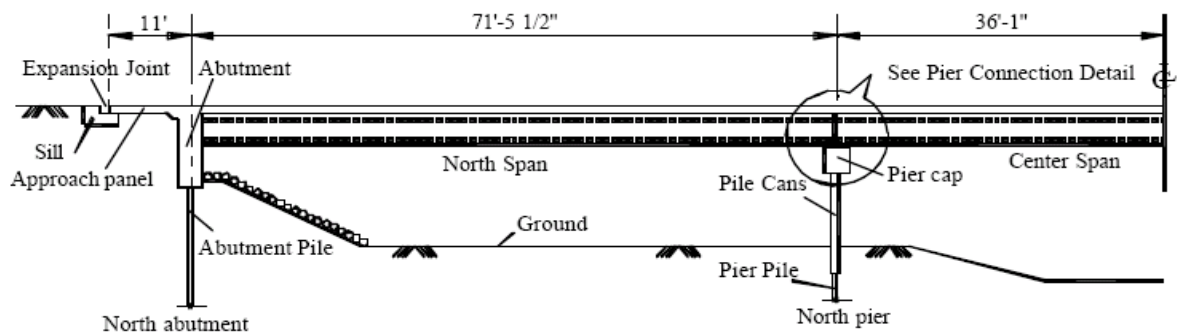 11'
71'-5 1/2"
36'-1"
Expansion Joint
Abutment
See Pier Connection Detail
℄
Sill
Approach panel
North Span
Center Span
Pier cap
Pile Cans
Abutment Pile
Ground
Pier Pile
North abutment
North pier